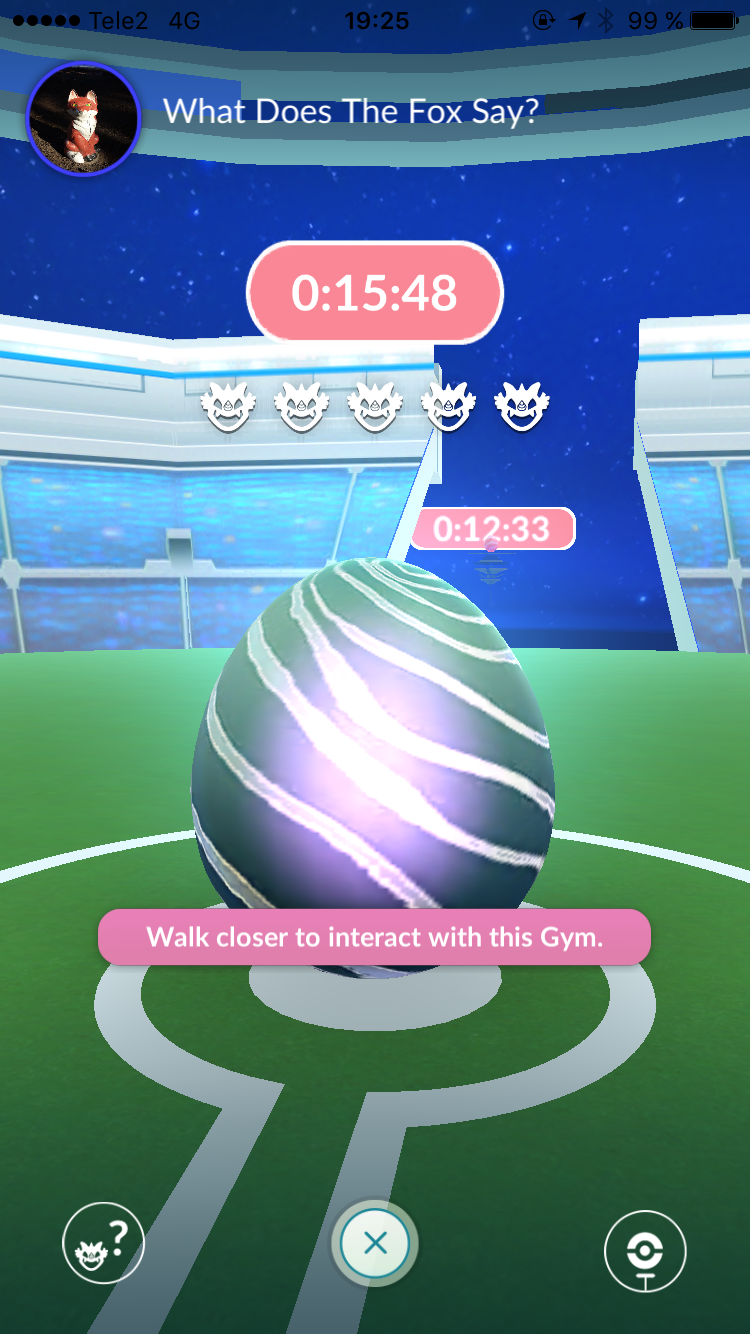 Tele2 4G 19:25 99 %
What Does The Fox Say?
0:15:48
0:12:33
Walk closer to interact with this Gym.
?